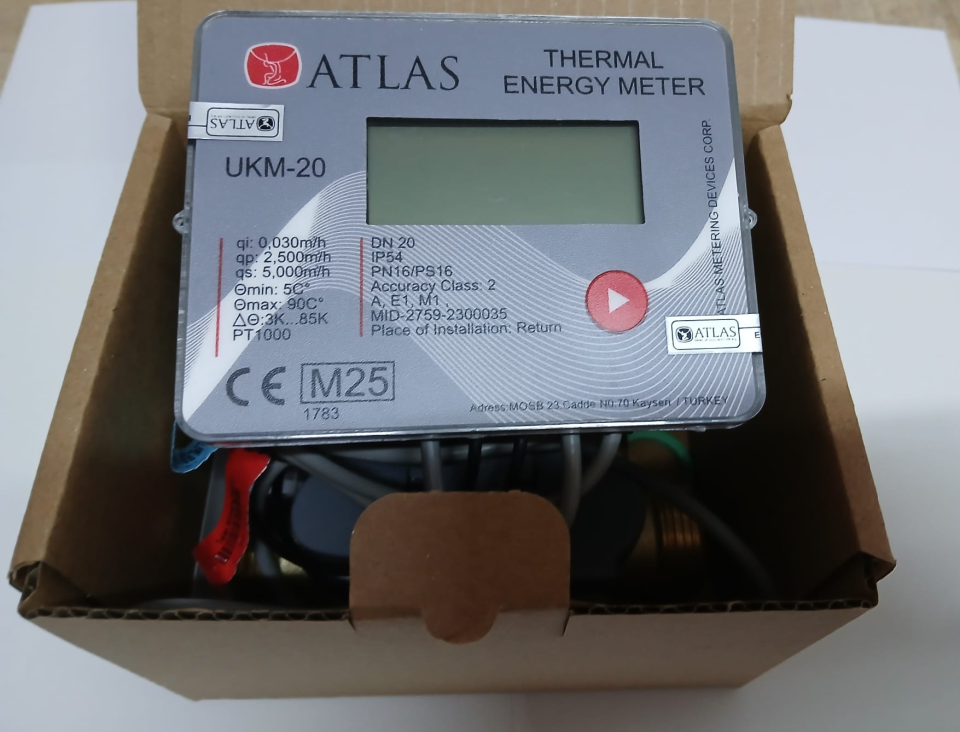 ATLAS
THERMAL
ENERGY METER
ATLAS
UKM-20
qi: 0,030m/h
qp: 2,500m/h
qs: 5,000m/h
Θmin: 5C°
Θmax: 90C°
ΔΘ:3K...85K
PT1000
DN 20
IP54
PN16/PS16
Accuracy Class: 2
A, E1, M1,
MID-2759-2300035
Place of Installation: Return
ATLAS METERING DEVICES CORP.
ATLAS
E
CE M25
1783
Adress:MOSB 23.Cadde N0:70 Kayseri / TURKEY